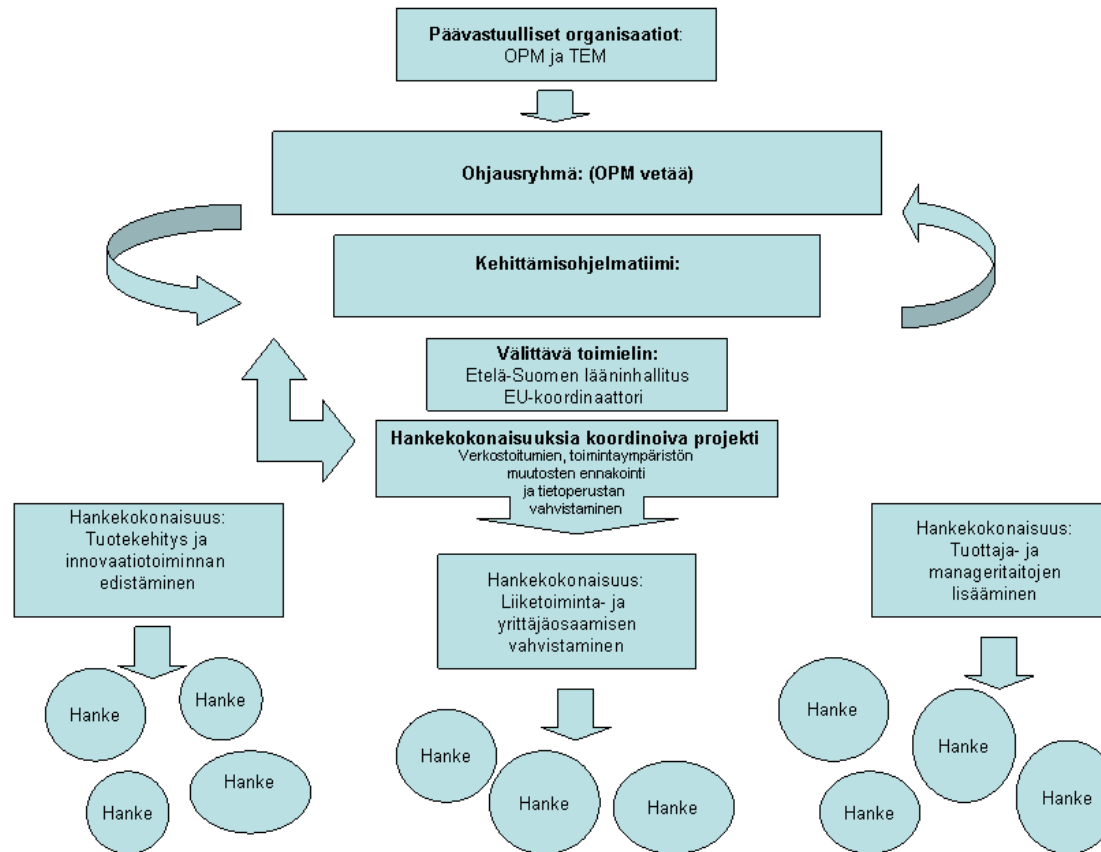 Päävastuulliset organisaatiot:
OPM ja TEM
Ohjausryhmä: (OPM vetää)
Kehittämisohjelmatiimi:
Välittävä toimielin:
Etelä-Suomen lääninhallitus
EU-koordinaattori
Hankekokonaisuuksia koordinoiva projekti
Verkostoitumien, toimintaympäristön
muutosten ennakointi
ja tietoperustan
vahvistaminen
Hankekokonaisuus:
Tuotekehitys ja
innovaatiotoiminnan
edistäminen
Hankekokonaisuus:
Liiketoiminta- ja
yrittäjäosaamisen
vahvistaminen
Hankekokonaisuus:
Tuottaja- ja
manageritaitojen
lisääminen
Hanke
Hanke
Hanke
Hanke
Hanke
Hanke
Hanke
Hanke
Hanke
Hanke
Hanke